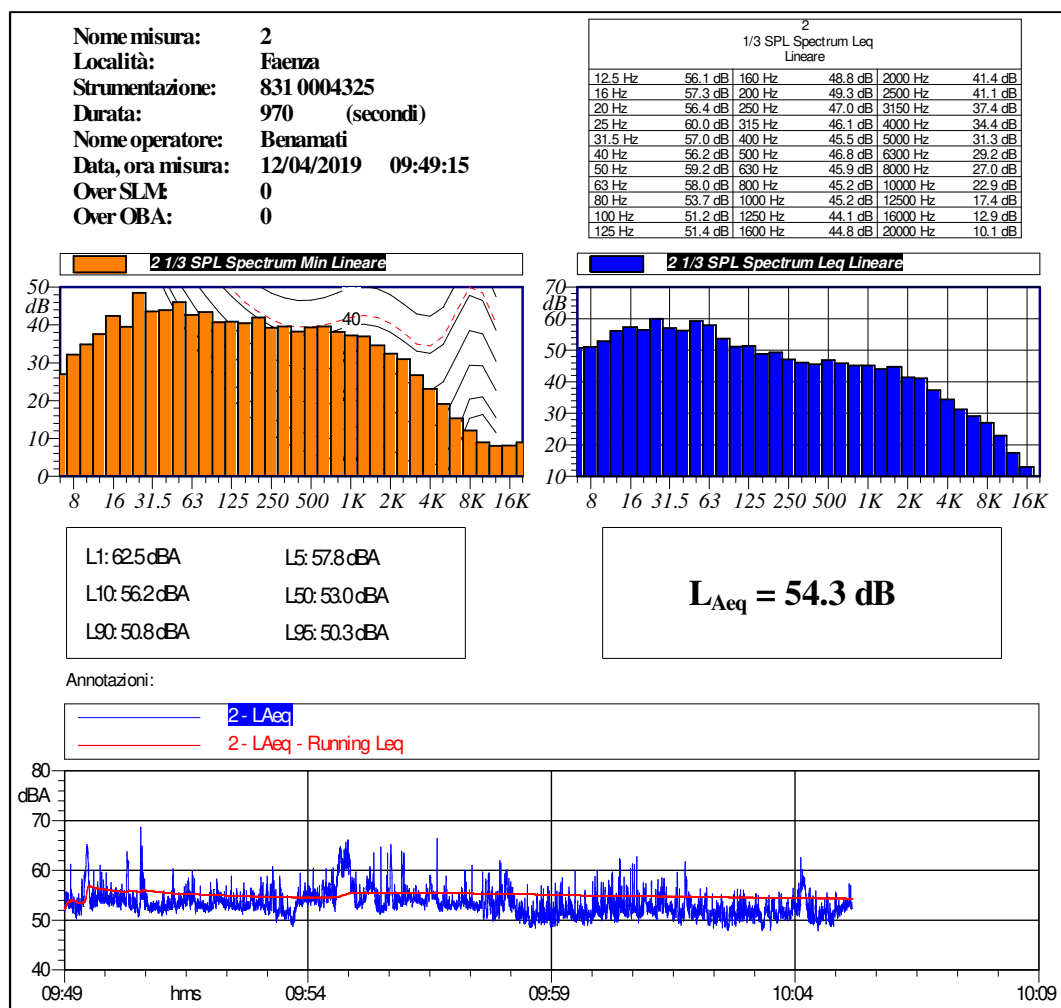 Nome misura: 2
Località: Faenza
Strumentazione: 831 0004325
Durata: 970 (secondi)
Nome operatore: Benamati
Data, ora misura: 12/04/2019 09:49:15
Over SLM: 0
Over OBA: 0
2
1/3 SPL Spectrum Leq
Lineare
12.5 Hz 56.1 dB 160 Hz 48.8 dB 2000 Hz 41.4 dB
16 Hz 57.3 dB 200 Hz 49.3 dB 2500 Hz 41.1 dB
20 Hz 56.4 dB 250 Hz 47.0 dB 3150 Hz 37.4 dB
25 Hz 60.0 dB 315 Hz 46.1 dB 4000 Hz 34.4 dB
31.5 Hz 57.0 dB 400 Hz 45.5 dB 5000 Hz 31.3 dB
40 Hz 56.2 dB 500 Hz 46.8 dB 6300 Hz 29.2 dB
50 Hz 59.2 dB 630 Hz 45.9 dB 8000 Hz 27.0 dB
63 Hz 58.0 dB 800 Hz 45.2 dB 10000 Hz 22.9 dB
80 Hz 53.7 dB 1000 Hz 45.2 dB 12500 Hz 17.4 dB
100 Hz 51.2 dB 1250 Hz 44.1 dB 16000 Hz 12.9 dB
125 Hz 51.4 dB 1600 Hz 44.8 dB 20000 Hz 10.1 dB
2 1/3 SPL Spectrum Min Lineare
50
dB
40
30
20
10
0
40
8 16 31.5 63 125 250 500 1K 2K 4K 8K 16K
2 1/3 SPL Spectrum Leq Lineare
70
dB
60
50
40
30
20
10
8 16 31.5 63 125 250 500 1K 2K 4K 8K 16K
L1: 62.5 dBA L5: 57.8 dBA
L10: 56.2 dBA L50: 53.0 dBA
L90: 50.8 dBA L95: 50.3 dBA
LAeq = 54.3 dB
Annotazioni:
2 - LAeq
2 - LAeq - Running Leq
80
dBA
70
60
50
40
09:49 hms 09:54 09:59 10:04 10:09